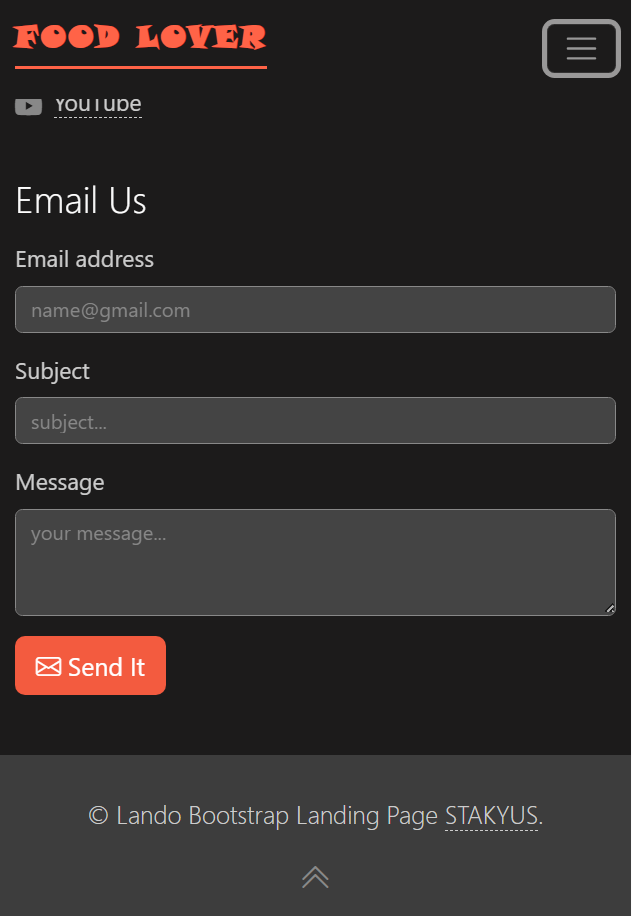 FOOD LOVER
YouTube
Email Us
Email address
name@gmail.com
Subject
subject...
Message
your message...
Send It
© Lando Bootstrap Landing Page STAKYUS.